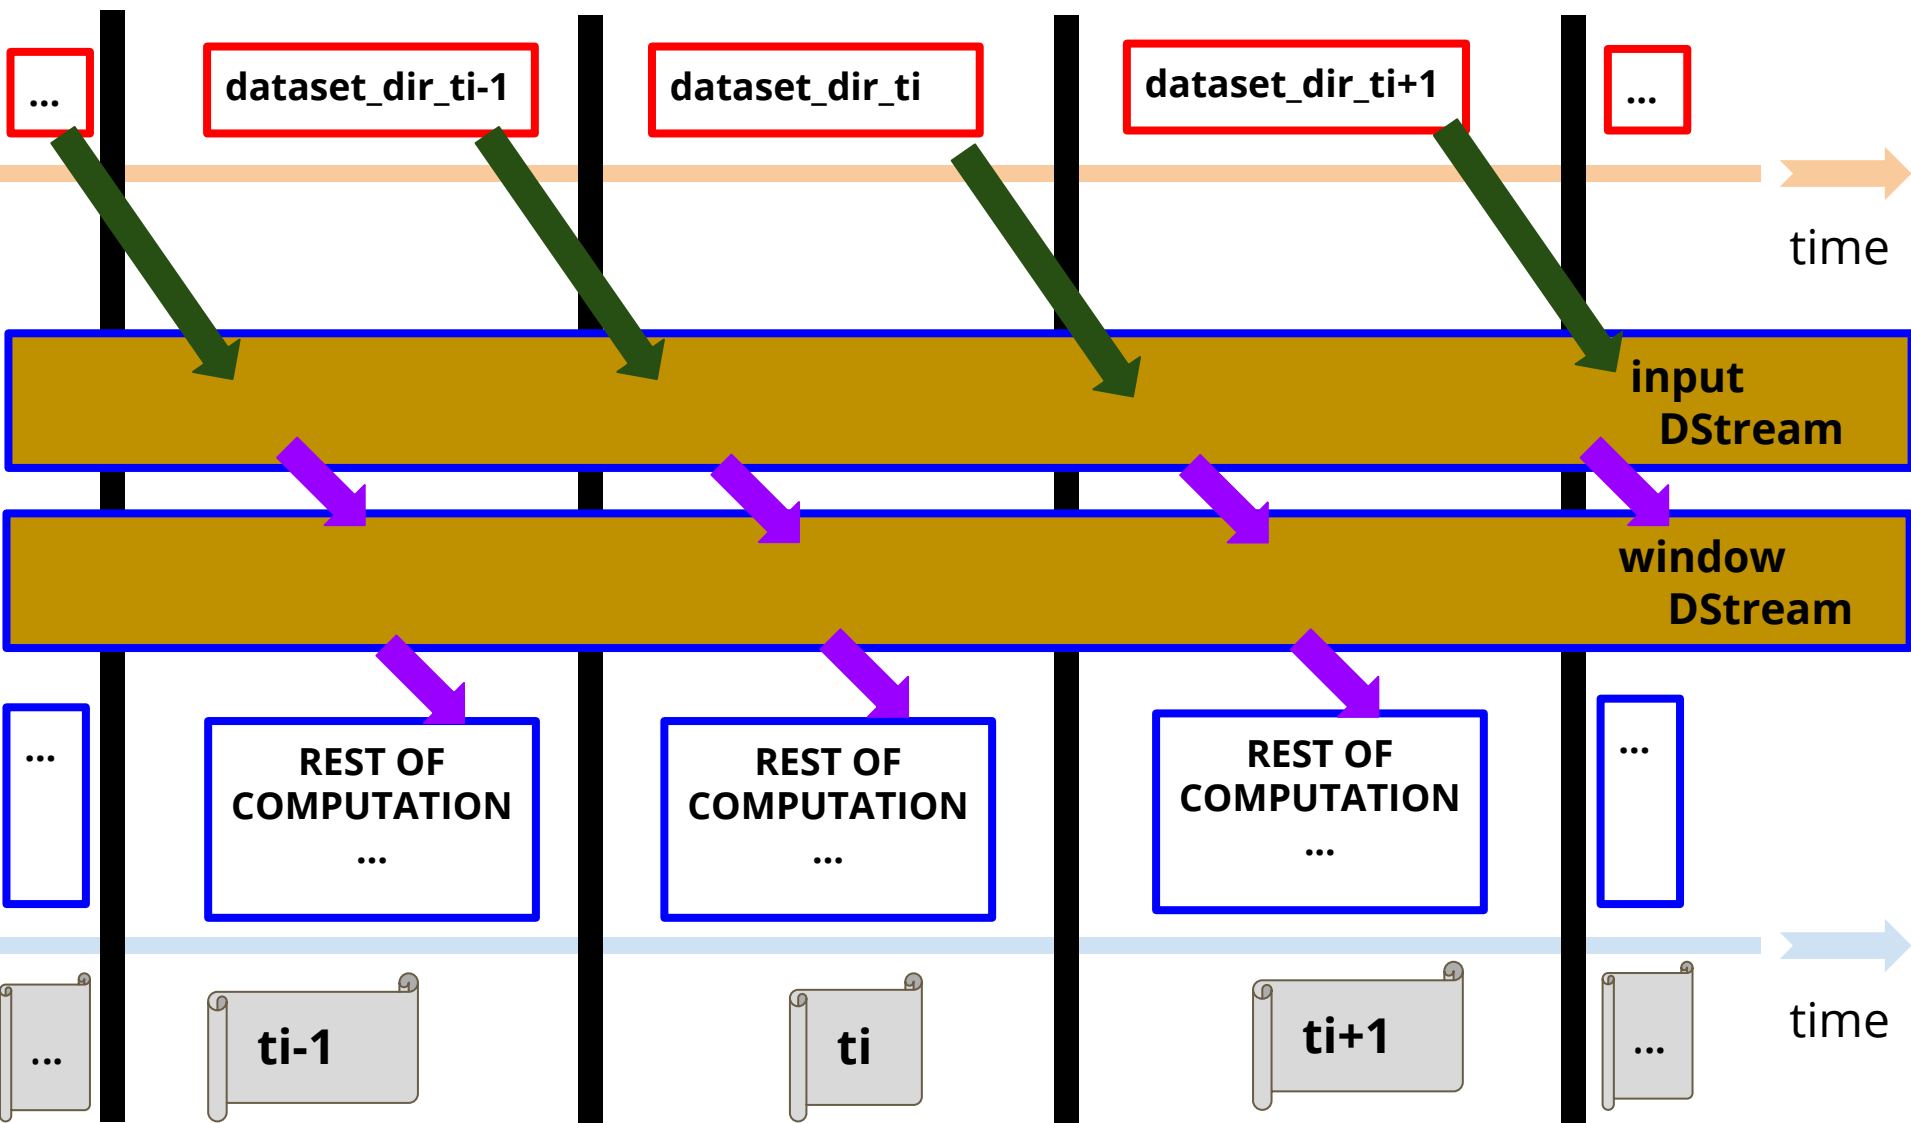 ...
dataset_dir_ti-1
dataset_dir_ti
dataset_dir_ti+1
...
time
input
DStream
window
DStream
...
REST OF
COMPUTATION
...
REST OF
COMPUTATION
...
REST OF
COMPUTATION
...
...
...
ti-1
ti
ti+1
...
time